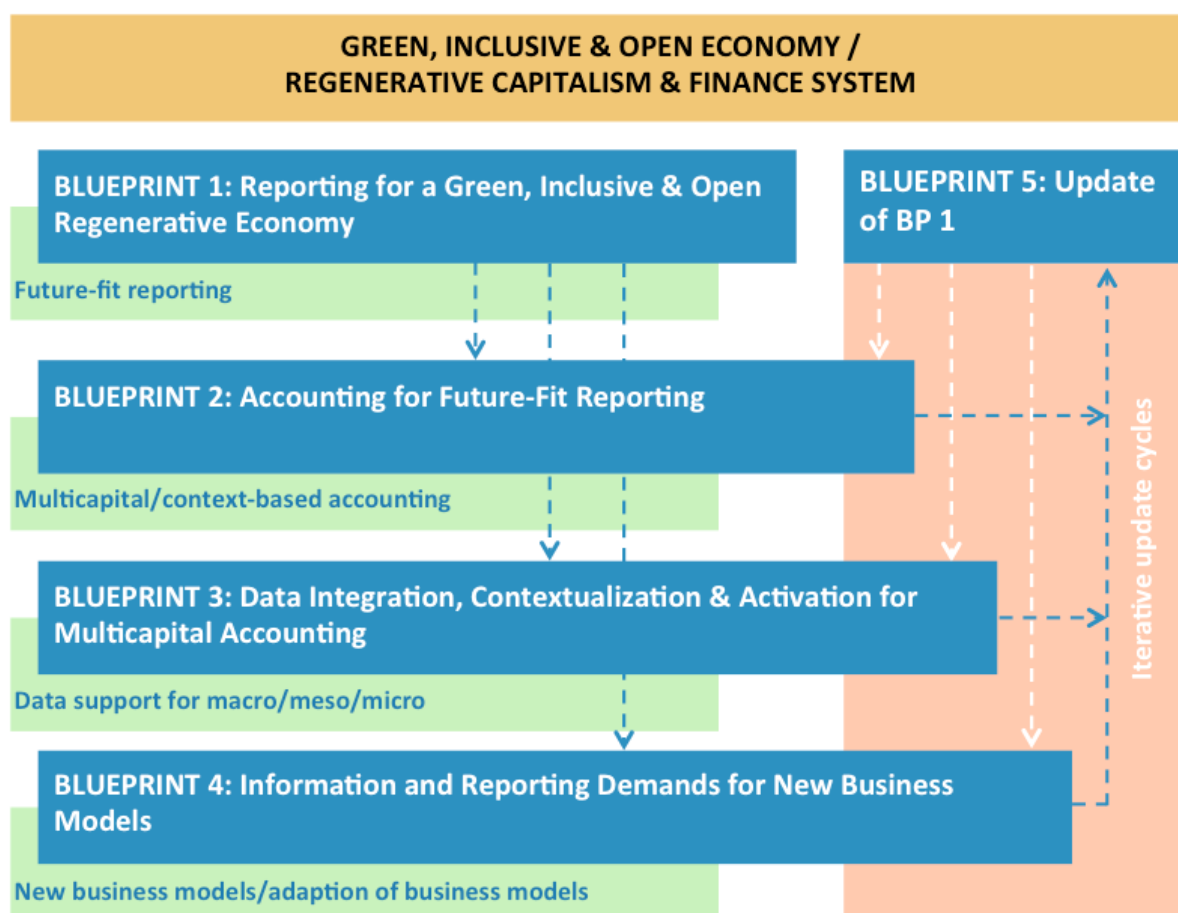 GREEN, INCLUSIVE & OPEN ECONOMY /
REGENERATIVE CAPITALISM & FINANCE SYSTEM
BLUEPRINT 1: Reporting for a Green, Inclusive & Open
Regenerative Economy
Future-fit reporting
BLUEPRINT 5: Update
of BP 1
BLUEPRINT 2: Accounting for Future-Fit Reporting
Multicapital/context-based accounting
BLUEPRINT 3: Data Integration, Contextualization & Activation for
Multicapital Accounting
Data support for macro/meso/micro
BLUEPRINT 4: Information and Reporting Demands for New Business
Models
New business models/adaption of business models
Iterative update cycles